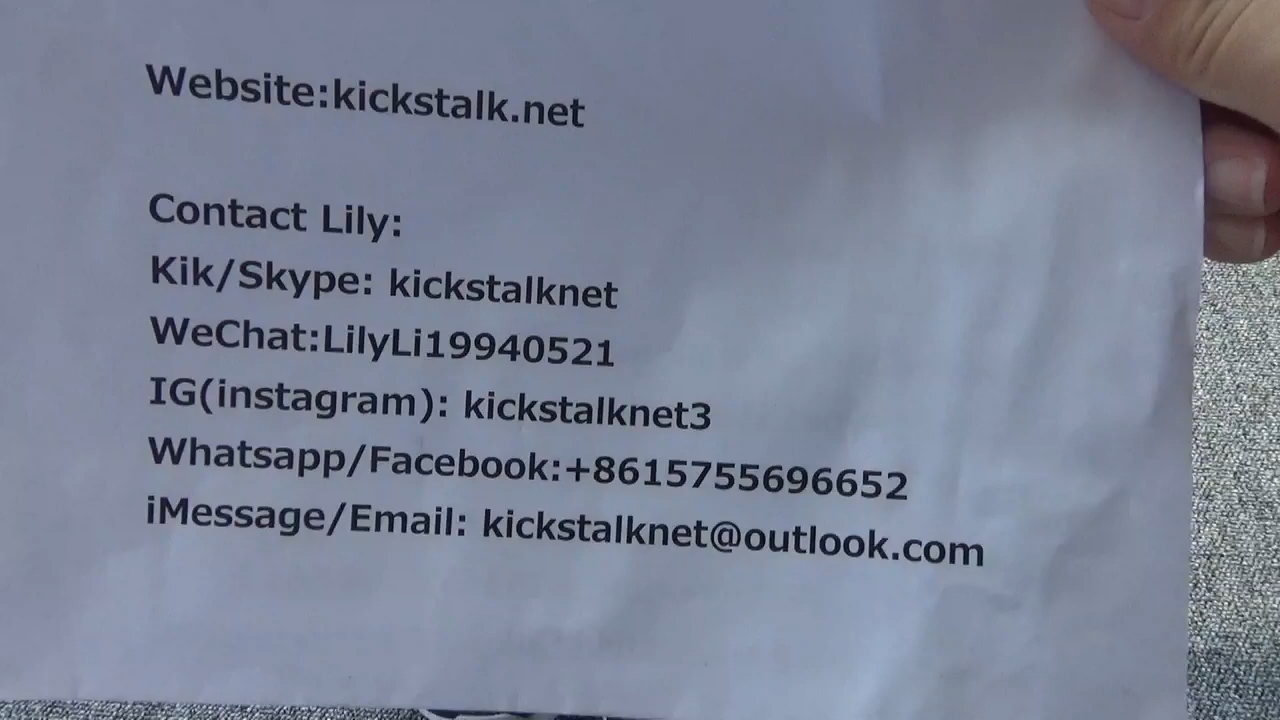 Website:kickstalk.net
Contact Lily:
Kik/Skype: kickstalknet
WeChat:LilyLi19940521
IG(instagram): kickstalknet3
Whatsapp/Facebook:+8615755696652
iMessage/Email: kickstalknet@outlook.com